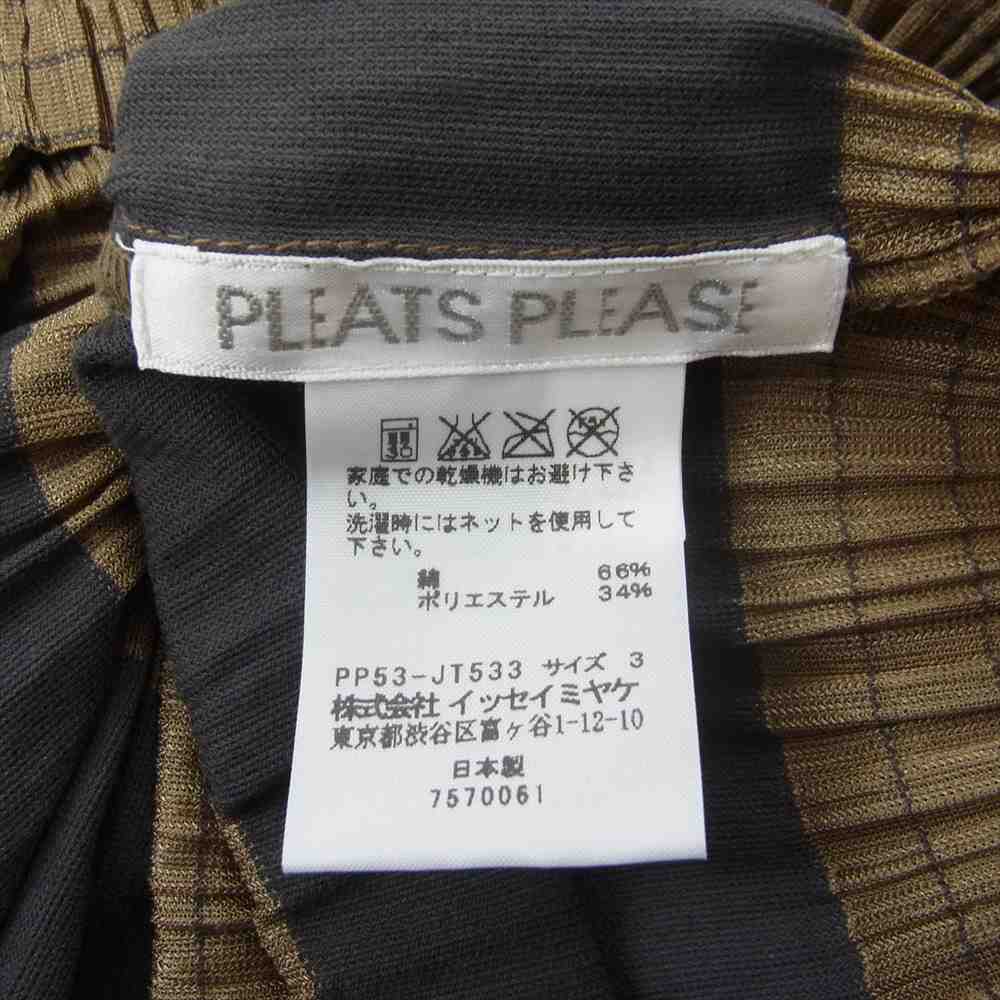 PLEATS PLEASE
30
家庭での乾燥機はお避け下さ
い。
洗濯時にはネットを使用して
下さい。
綿 66%
ポリエステル 34%
PP53-JT533 サイズ 3
株式会社 イッセイミヤケ
東京都渋谷区富ヶ谷1-12-10
日本製
7570061